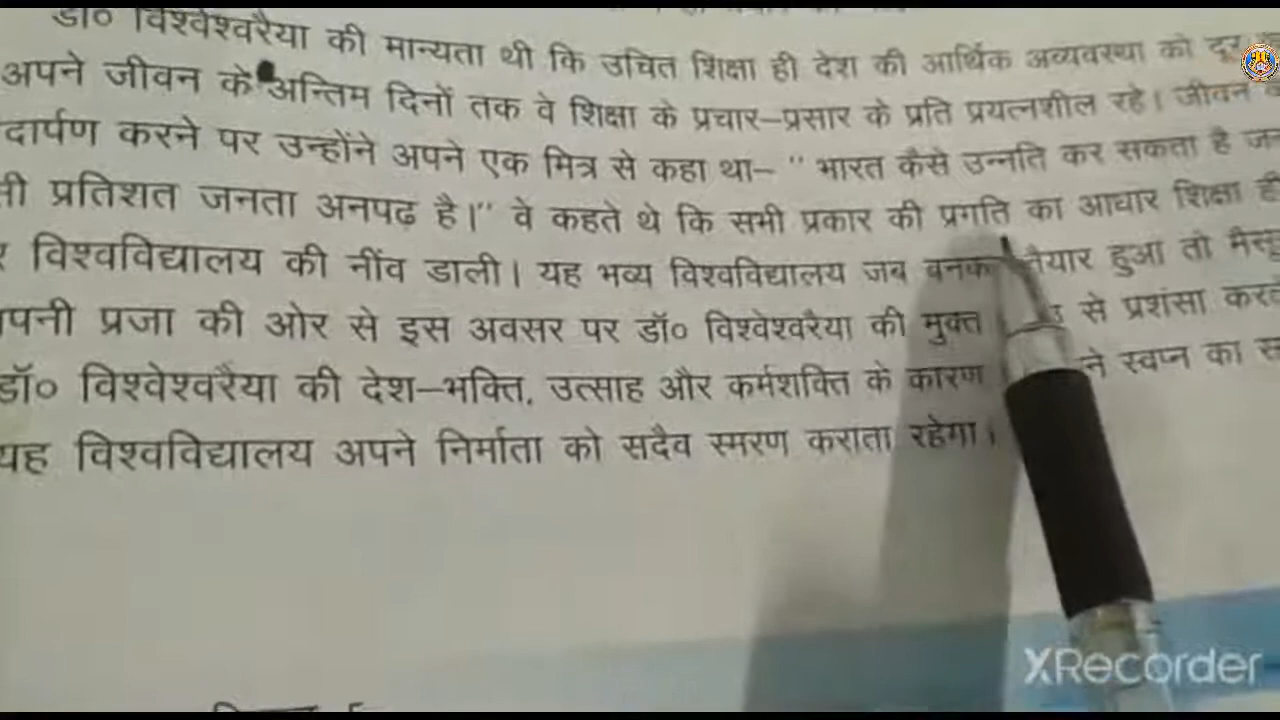 डॉ० विश्वेश्वरैया की मान्यता थी कि उचित शिक्षा ही देश की आर्थिक अव्यवस्था को दूर
अपने जीवन के अन्तिम दिनों तक वे शिक्षा के प्रचार–प्रसार के प्रति प्रयत्नशील रहे। जीवन
दार्पण करने पर उन्होंने अपने एक मित्र से कहा था– " भारत कैसे उन्नति कर सकता है
प्रतिशत जनता अनपढ़ है।" वे कहते थे कि सभी प्रकार की प्रगति का आधार शिक्षा ही
विश्वविद्यालय की नींव डाली। यह भव्य विश्वविद्यालय जब हुआ तो
पनी प्रजा की ओर से इस अवसर पर डॉ० विश्वेश्वरैया की मुक्त से प्रशंसा
डॉ० विश्वेश्वरैया की देश–भक्ति, उत्साह और कर्मशक्ति के कारण ने स्वप्न का
यह विश्वविद्यालय अपने निर्माता को सदैव स्मरण कराता रहेगा।
XRecorder